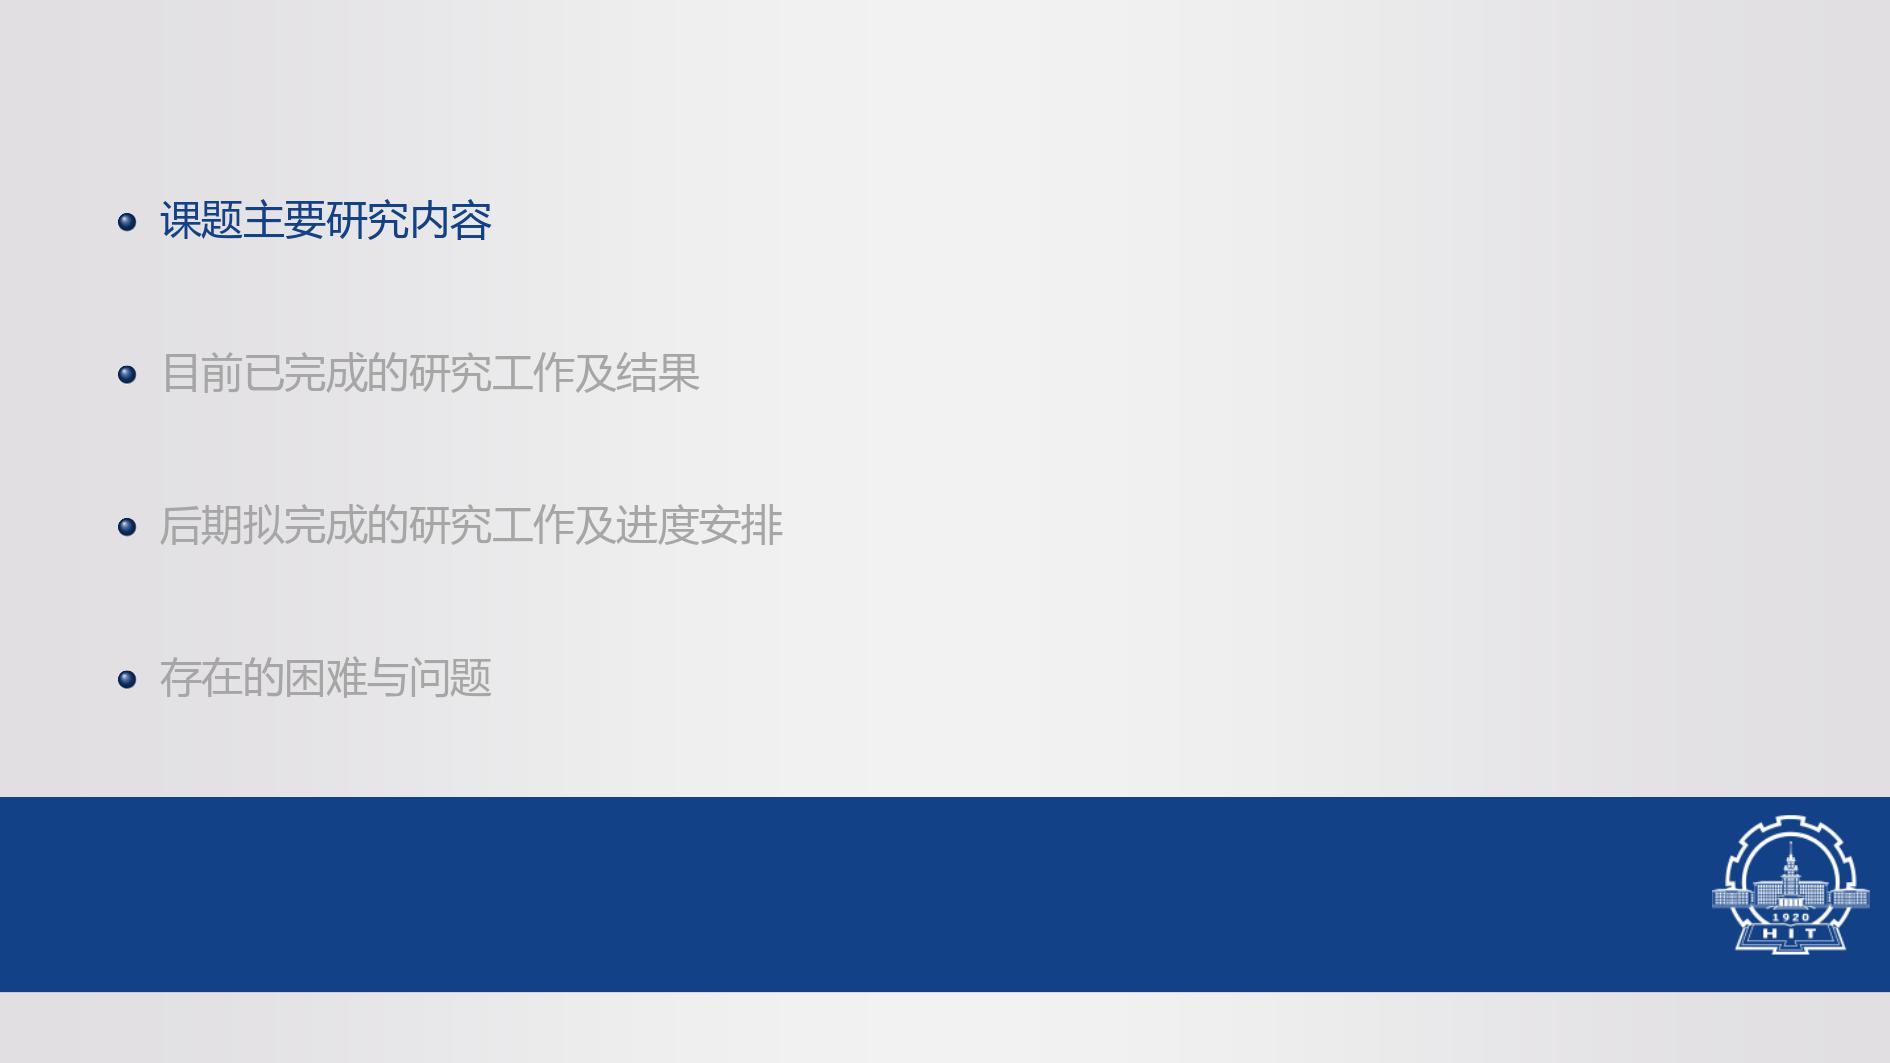 课题主要研究内容
目前已完成的研究工作及结果
后期拟完成的研究工作及进度安排
存在的困难与问题
1920
HIT